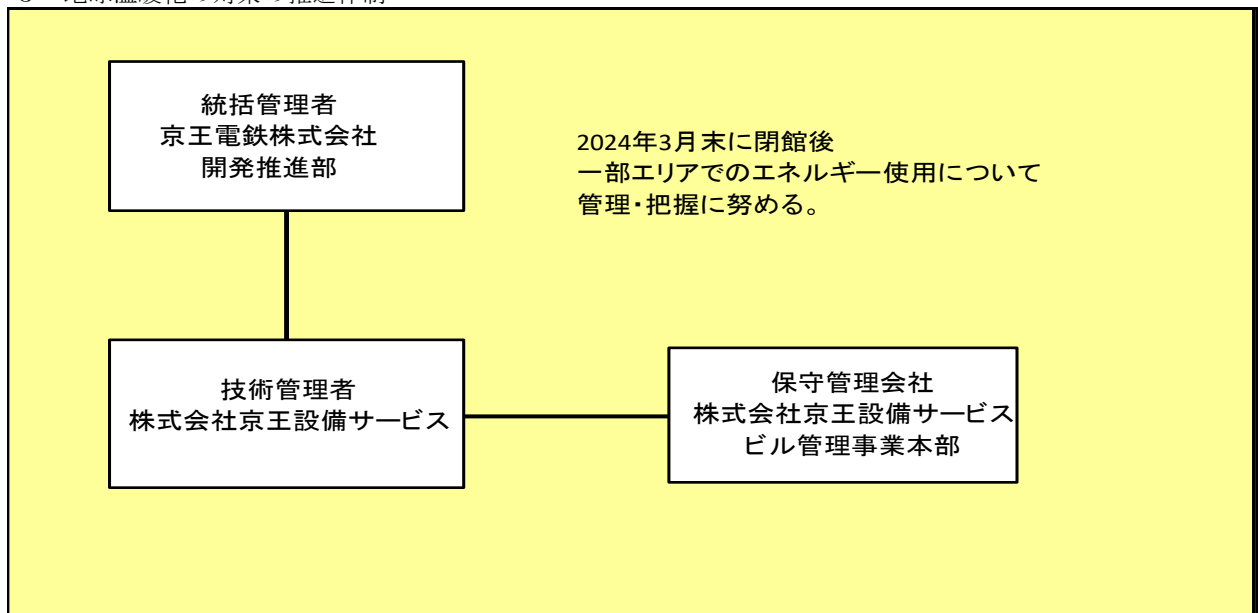 統括管理者
京王電鉄株式会社
開発推進部
2024年3月末に閉館後
一部エリアでのエネルギー使用について
管理・把握に努める。
技術管理者
株式会社京王設備サービス
保守管理会社
株式会社京王設備サービス
ビル管理事業本部